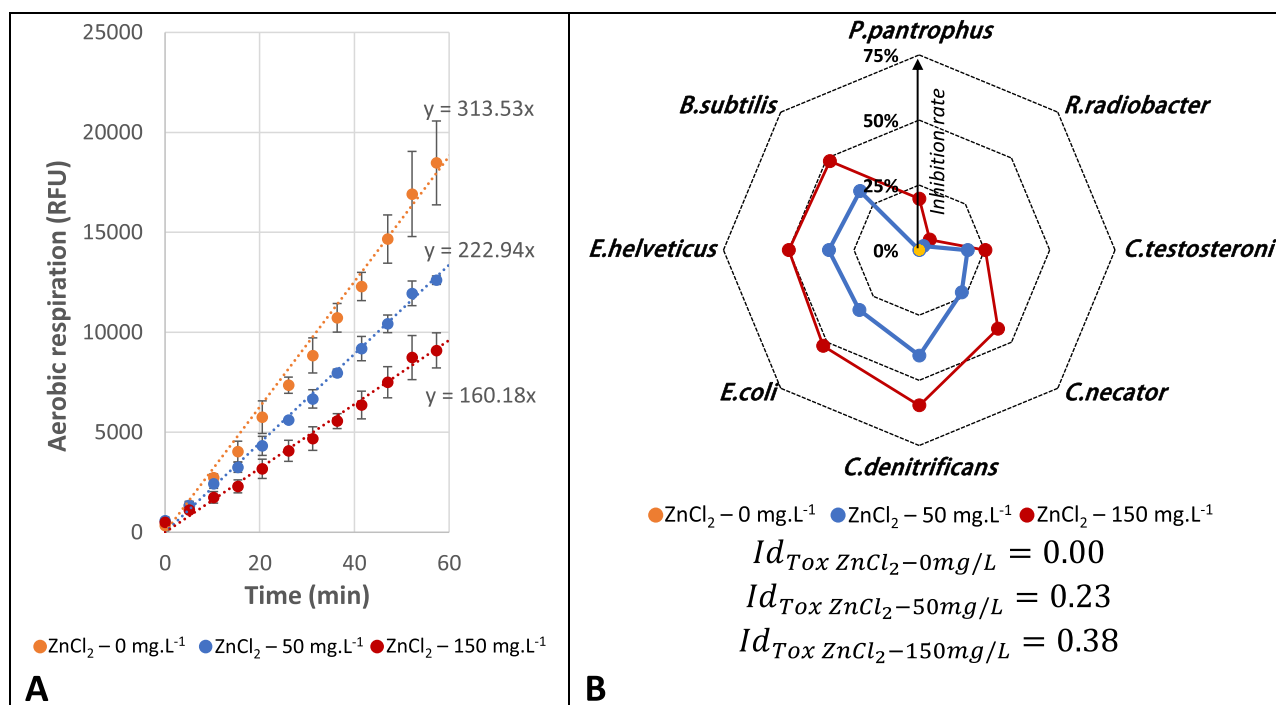 25000
20000
15000
10000
5000
0
0
20
40
60
Aerobic respiration (RFU)
Time (min)
y = 313.53x
y = 222.94x
y = 160.18x
ZnCl₂ – 0 mg.L⁻¹ ZnCl₂ – 50 mg.L⁻¹ ZnCl₂ – 150 mg.L⁻¹
A
P.pantrophus
75%
50%
25%
0%
Inhibition rate
B.subtilis
R.radiobacter
E.helveticus
C.testosteroni
E.coli
C.necator
C.denitrificans
ZnCl₂ – 0 mg.L⁻¹ ZnCl₂ – 50 mg.L⁻¹ ZnCl₂ – 150 mg.L⁻¹
Id_Tox ZnCl₂−0mg/L = 0.00
Id_Tox ZnCl₂−50mg/L = 0.23
Id_Tox ZnCl₂−150mg/L = 0.38
B